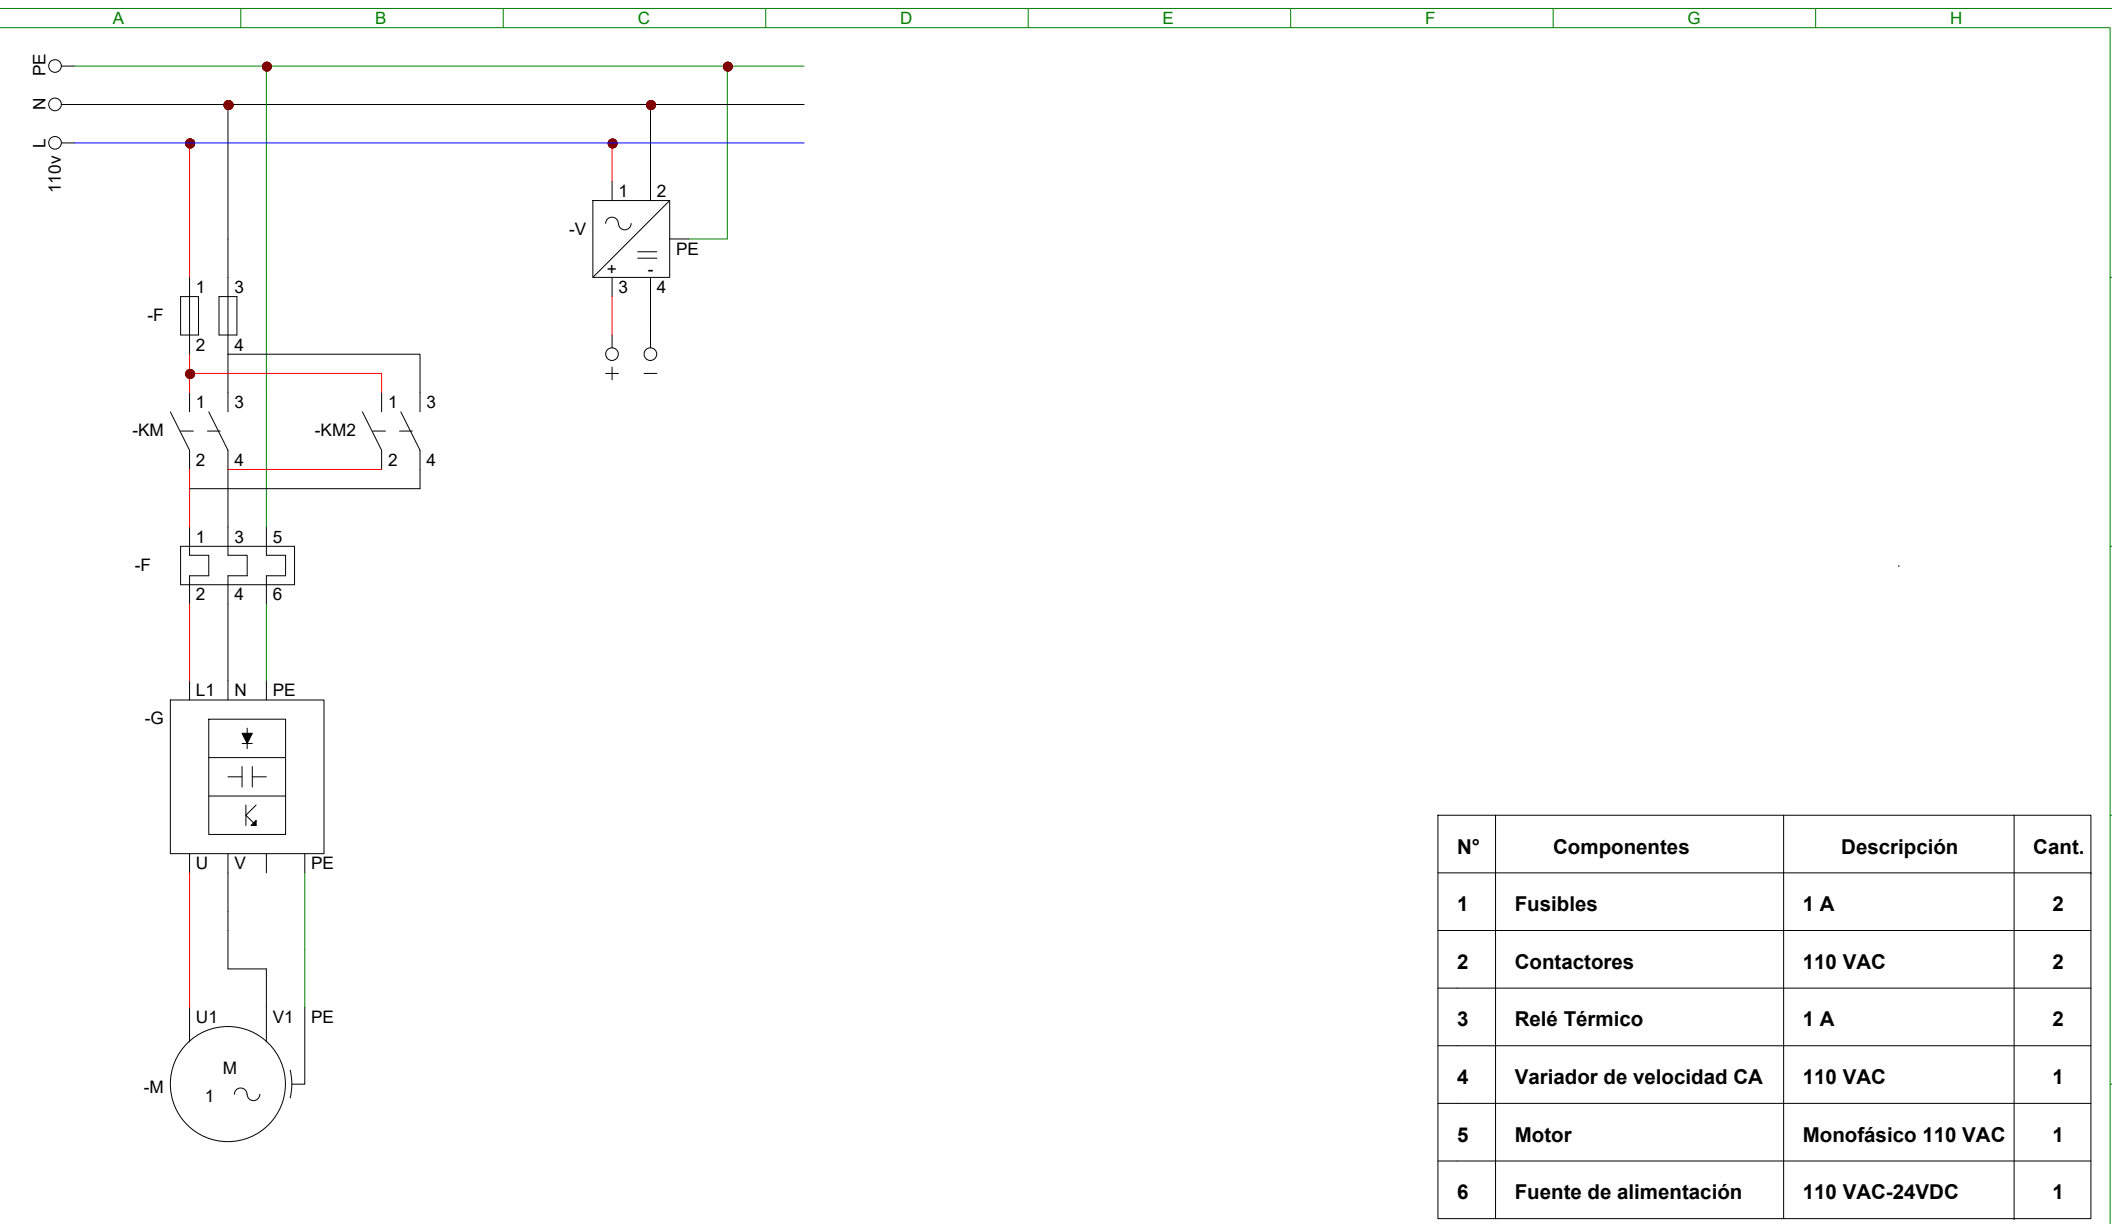 A B C D E F G H
PE
N
L
110v
1 2
-V
PE
+ -
3 4
+ −
1 3
-F
2 4
1 3 1 3
-KM -KM2
2 4 2 4
1 3 5
-F
2 4 6
L1 N PE
-G
U V PE
U1 V1 PE
M
-M 1
N° Componentes Descripción Cant.
1 Fusibles 1 A 2
2 Contactores 110 VAC 2
3 Relé Térmico 1 A 2
4 Variador de velocidad CA 110 VAC 1
5 Motor Monofásico 110 VAC 1
6 Fuente de alimentación 110 VAC-24VDC 1